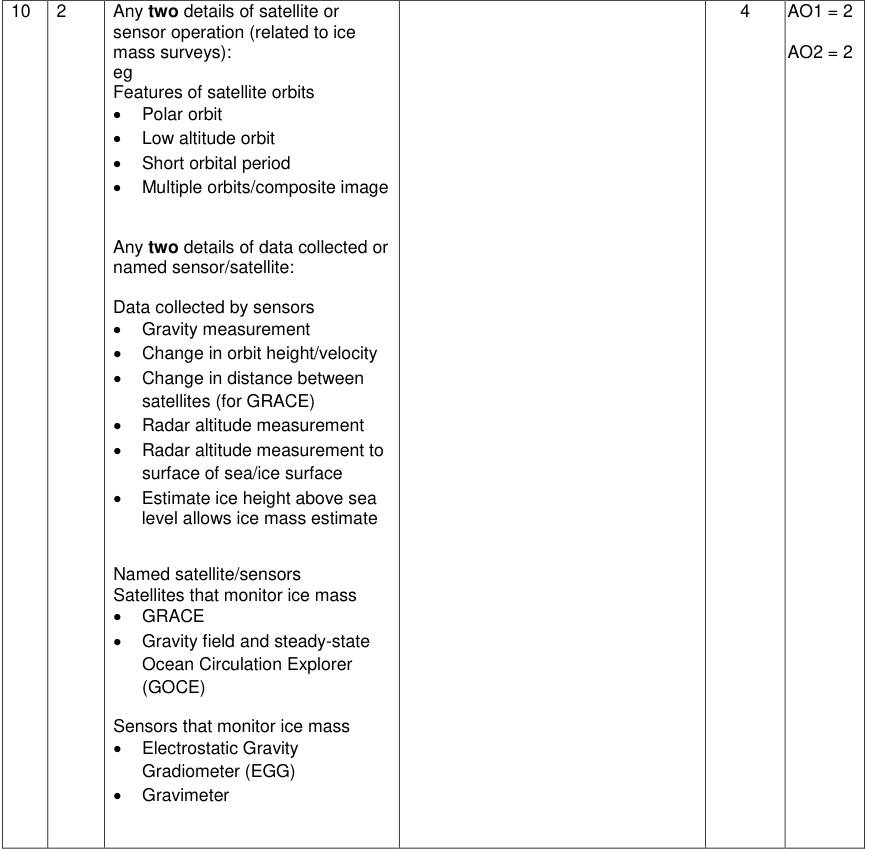 10 2 Any two details of satellite or 4 AO1 = 2
sensor operation (related to ice
mass surveys): AO2 = 2
eg
Features of satellite orbits
• Polar orbit
• Low altitude orbit
• Short orbital period
• Multiple orbits/composite image
Any two details of data collected or
named sensor/satellite:
Data collected by sensors
• Gravity measurement
• Change in orbit height/velocity
• Change in distance between
satellites (for GRACE)
• Radar altitude measurement
• Radar altitude measurement to
surface of sea/ice surface
• Estimate ice height above sea
level allows ice mass estimate
Named satellite/sensors
Satellites that monitor ice mass
• GRACE
• Gravity field and steady-state
Ocean Circulation Explorer
(GOCE)
Sensors that monitor ice mass
• Electrostatic Gravity
Gradiometer (EGG)
• Gravimeter